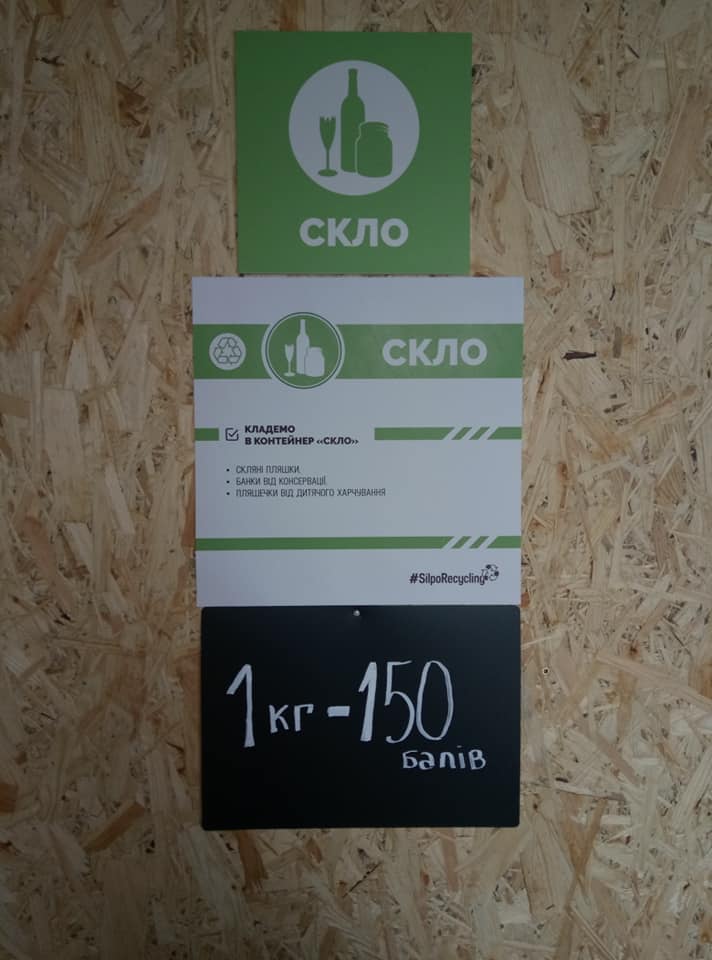 СКЛО
СКЛО
КЛАДЕМО
В КОНТЕЙНЕР «СКЛО»
• СКЛЯНІ ПЛЯШКИ,
• БАНКИ ВІД КОНСЕРВАЦІЇ,
• ПЛЯШЕЧКИ ВІД ДИТЯЧОГО ХАРЧУВАННЯ
#SilpoRecycling
1 кг - 150
балів